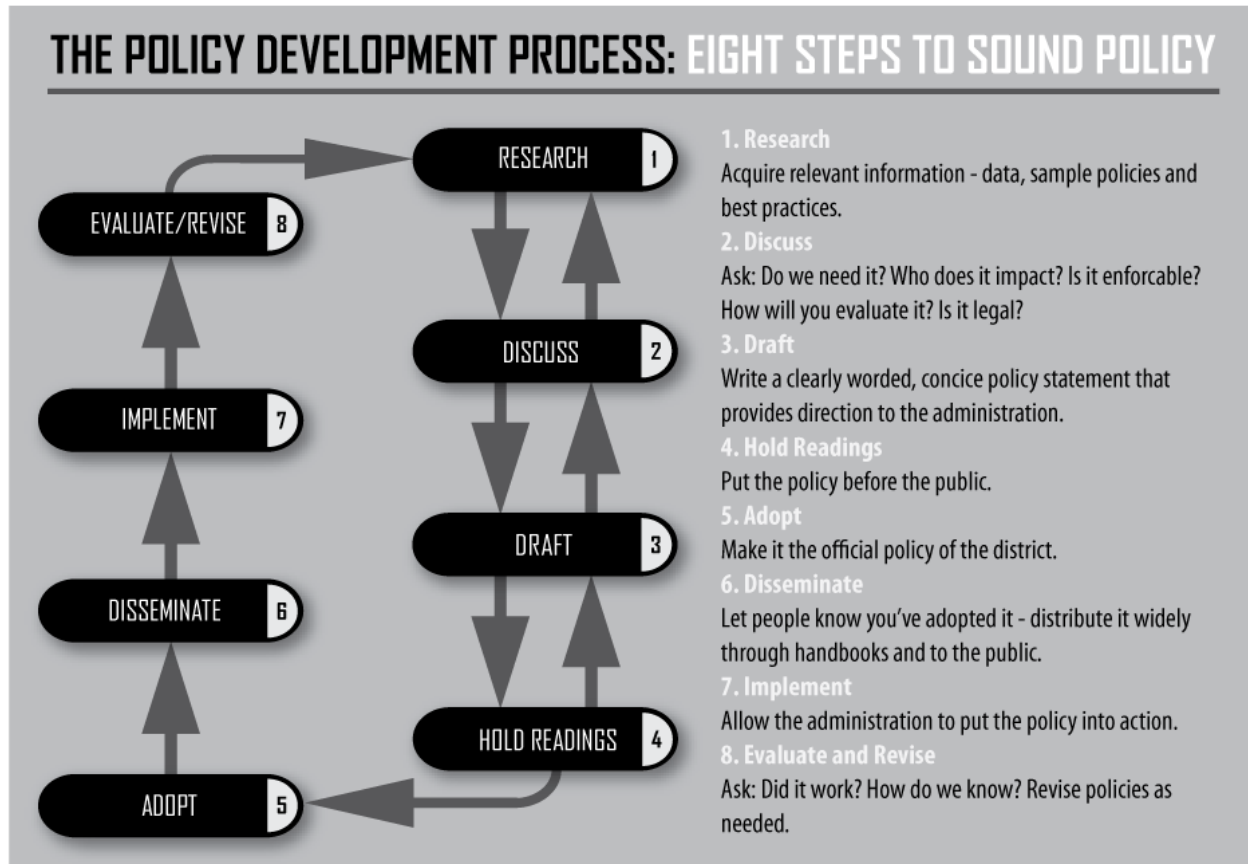 THE POLICY DEVELOPMENT PROCESS: EIGHT STEPS TO SOUND POLICY
RESEARCH 1
DISCUSS 2
DRAFT 3
HOLD READINGS 4
ADOPT 5
DISSEMINATE 6
IMPLEMENT 7
EVALUATE/REVISE 8
1. Research
Acquire relevant information - data, sample policies and
best practices.
2. Discuss
Ask: Do we need it? Who does it impact? Is it enforcable?
How will you evaluate it? Is it legal?
3. Draft
Write a clearly worded, concice policy statement that
provides direction to the administration.
4. Hold Readings
Put the policy before the public.
5. Adopt
Make it the official policy of the district.
6. Disseminate
Let people know you've adopted it - distribute it widely
through handbooks and to the public.
7. Implement
Allow the administration to put the policy into action.
8. Evaluate and Revise
Ask: Did it work? How do we know? Revise policies as
needed.